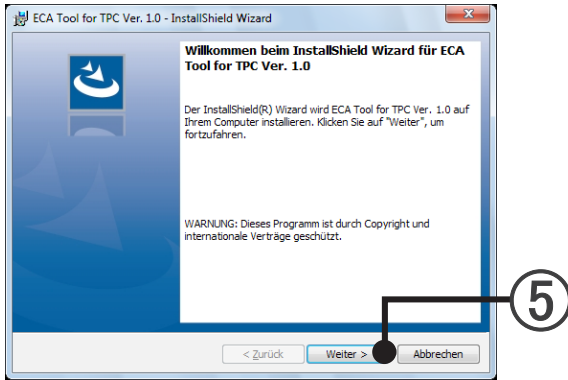 ECA Tool for TPC Ver. 1.0 - InstallShield Wizard
Willkommen beim InstallShield Wizard für ECA
Tool for TPC Ver. 1.0
Der InstallShield(R) Wizard wird ECA Tool for TPC Ver. 1.0 auf
Ihrem Computer installieren. Klicken Sie auf "Weiter", um
fortzufahren.
WARNUNG: Dieses Programm ist durch Copyright und
internationale Verträge geschützt.
⑤
< Zurück Weiter > Abbrechen